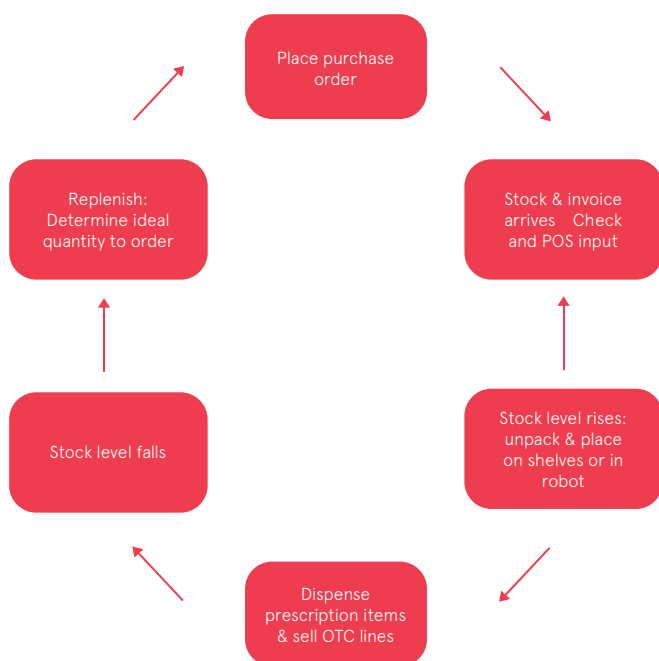 Place purchase
order
Stock & invoice
arrives    Check
and POS input
Stock level rises:
unpack & place
on shelves or in
robot
Dispense
prescription items
& sell OTC lines
Stock level falls
Replenish:
Determine ideal
quantity to order